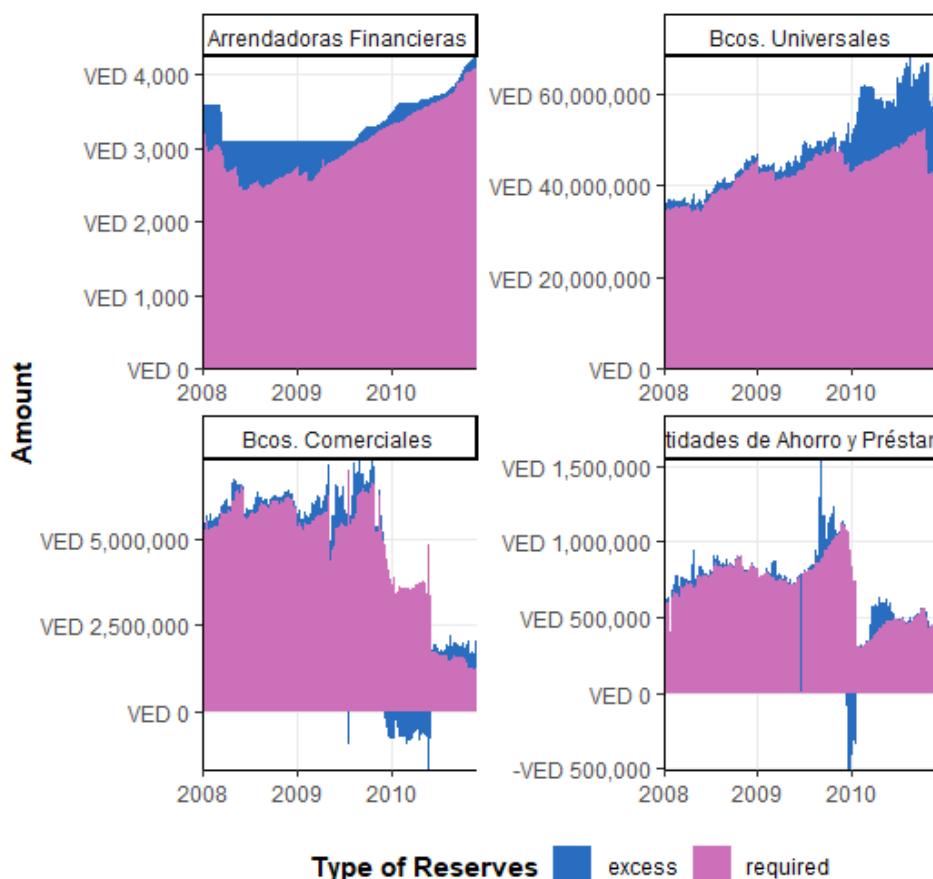 Arrendadoras Financieras
VED 4,000
VED 3,000
VED 2,000
VED 1,000
VED 0
2008 2009 2010
Bcos. Universales
VED 60,000,000
VED 40,000,000
VED 20,000,000
VED 0
2008 2009 2010
Amount
Bcos. Comerciales
VED 5,000,000
VED 2,500,000
VED 0
2008 2009 2010
tidades de Ahorro y Préstar
VED 1,500,000
VED 1,000,000
VED 500,000
VED 0
-VED 500,000
2008 2009 2010
Type of Reserves excess required